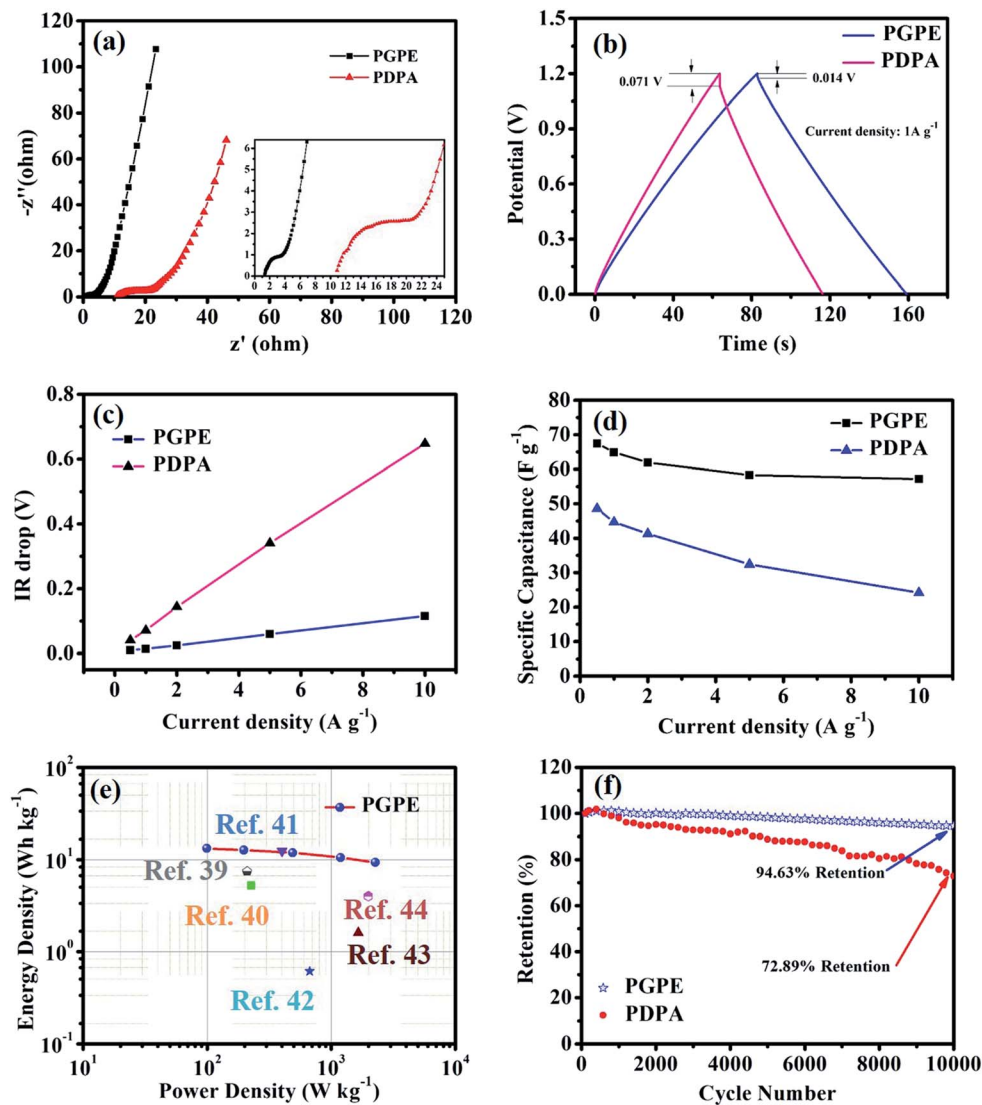 (a)
PGPE
PDPA
120
100
80
60
40
20
0
-z''(ohm)
6
5
4
3
2
1
0
2 4 6 8 10 12 14 16 18 20 22 24
0 20 40 60 80 100 120
z' (ohm)
(b)
PGPE
PDPA
1.5
1.2
0.9
0.6
0.3
0.0
Potential (V)
0.071 V
0.014 V
Current density: 1A g⁻¹
0 40 80 120 160
Time (s)
(c)
PGPE
PDPA
0.8
0.6
0.4
0.2
0.0
IR drop (V)
0 2 4 6 8 10
Current density (A g⁻¹)
(d)
PGPE
PDPA
80
70
60
50
40
30
20
10
0
Specific Capacitance (F g⁻¹)
0 2 4 6 8 10
Current density (A g⁻¹)
(e)
PGPE
10²
10¹
10⁰
10⁻¹
Energy Density (Wh kg⁻¹)
Ref. 41
Ref. 39
Ref. 40
Ref. 44
Ref. 43
Ref. 42
10¹ 10² 10³ 10⁴
Power Density (W kg⁻¹)
(f)
120
100
80
60
40
20
0
Retention (%)
94.63% Retention
72.89% Retention
PGPE
PDPA
0 2000 4000 6000 8000 10000
Cycle Number